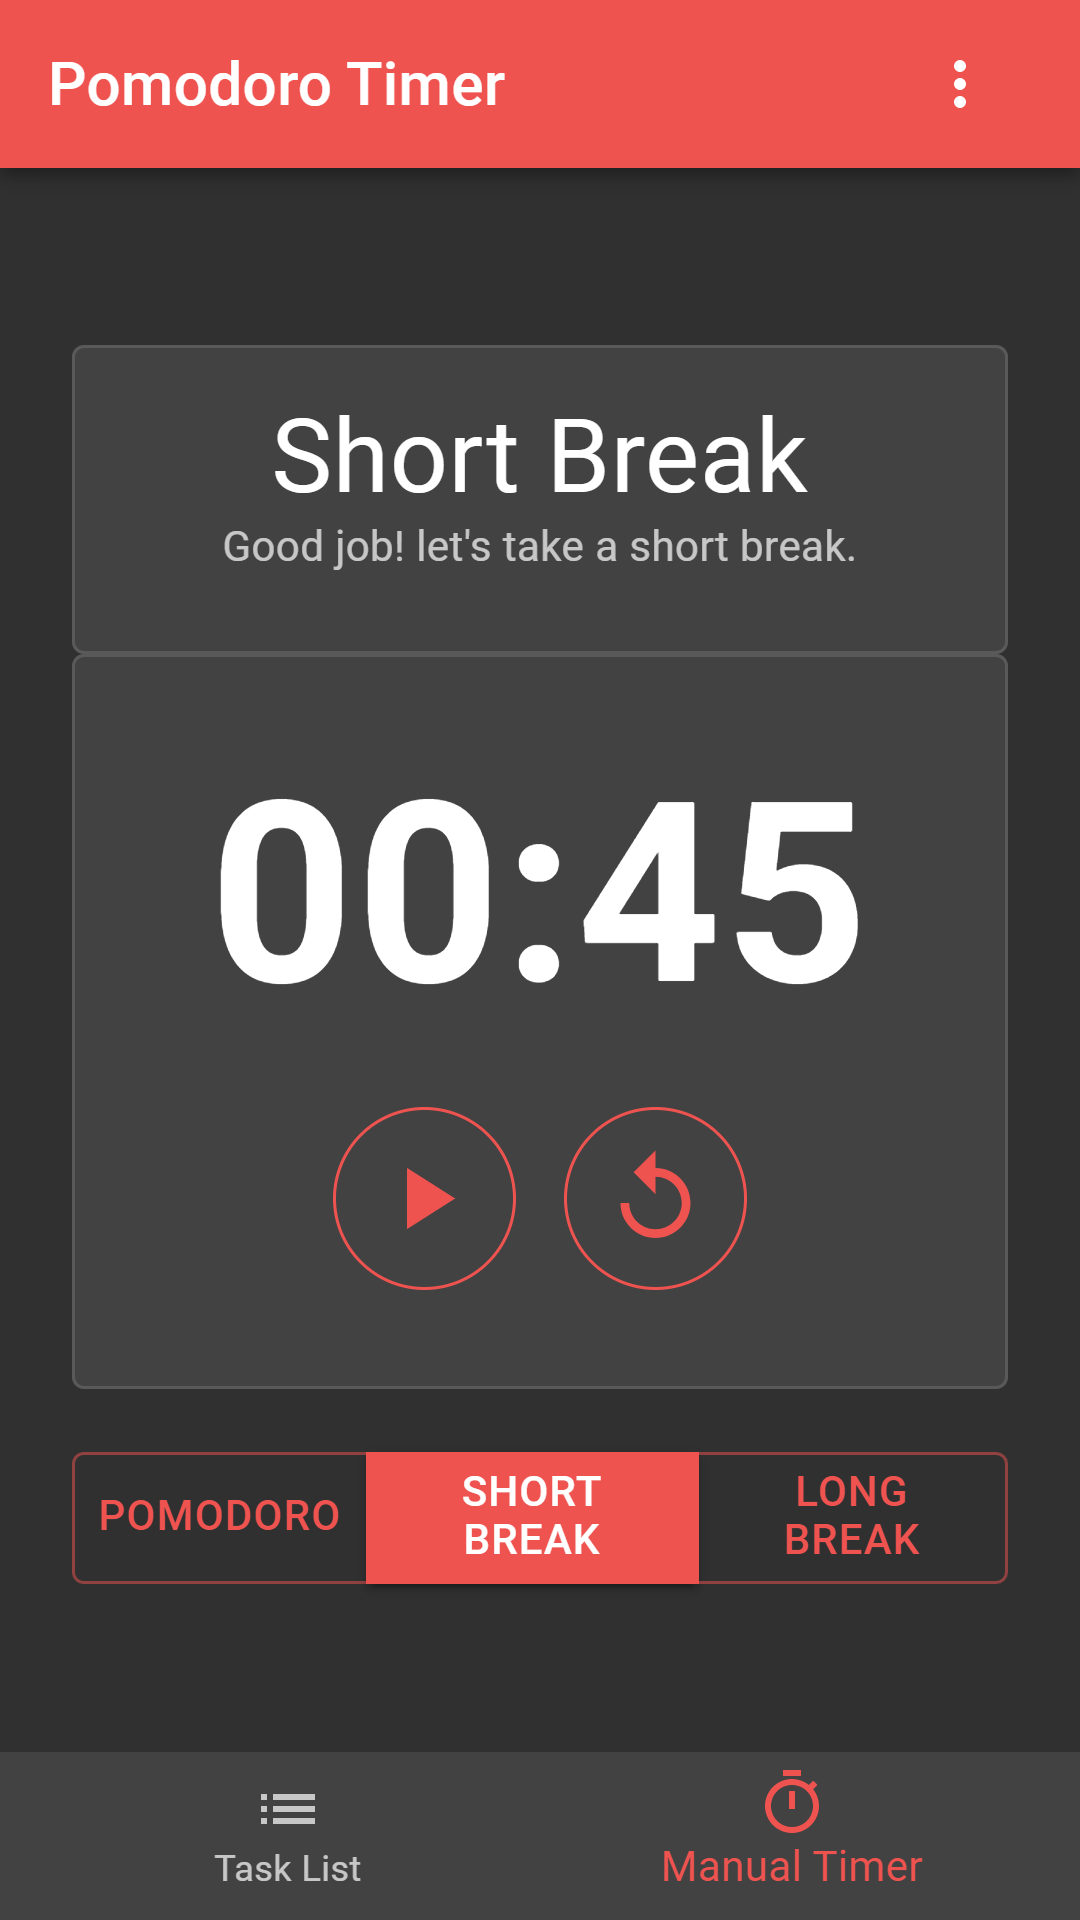 Pomodoro Timer
Short Break
Good job! let's take a short break.
00:45
POMODORO
SHORT
BREAK
LONG
BREAK
Task List
Manual Timer